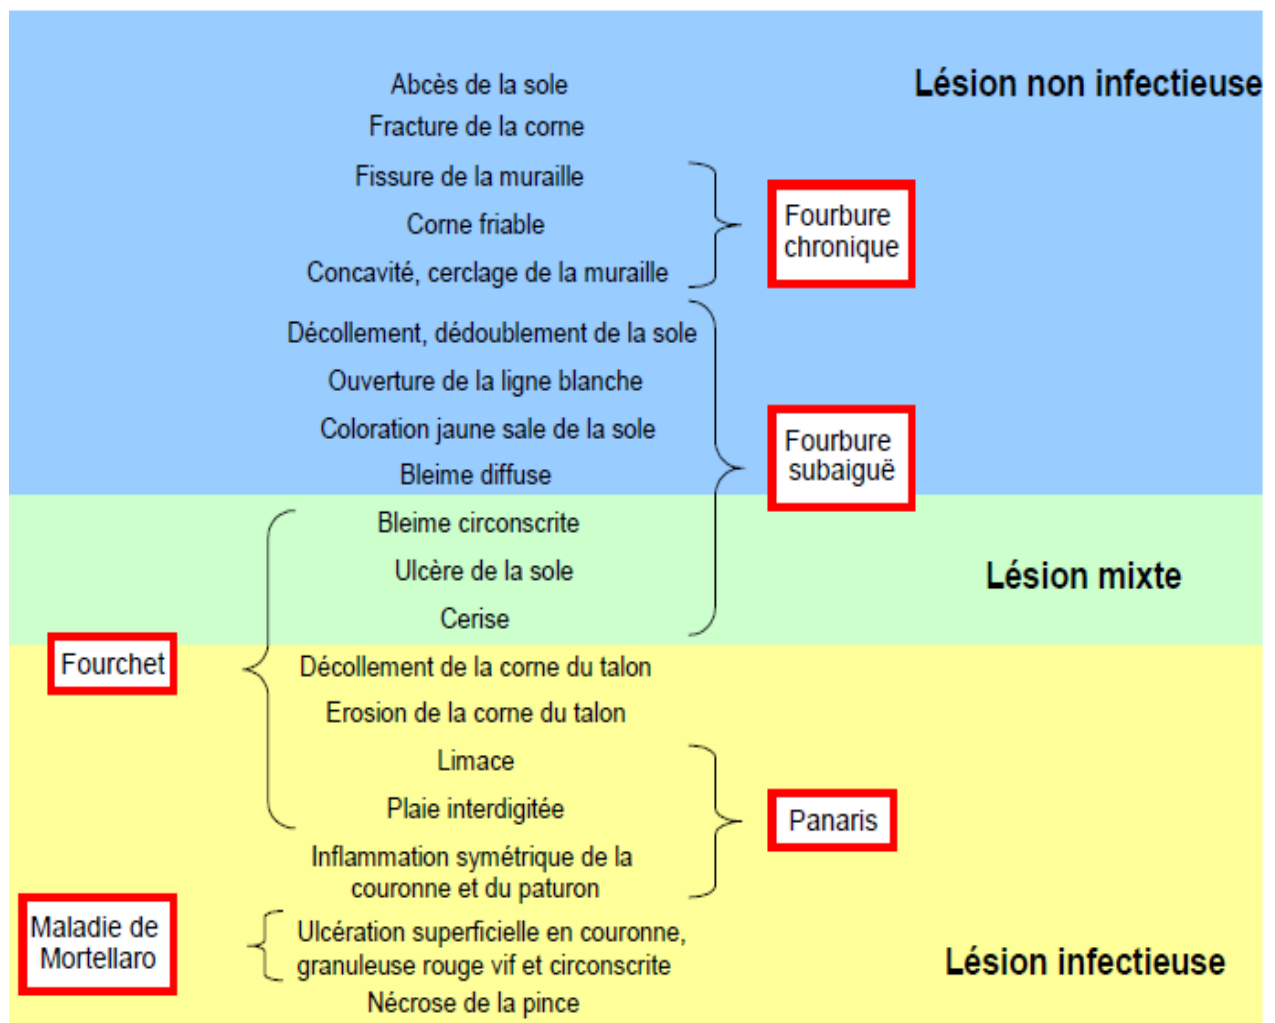 Lésion non infectieuse
Abcès de la sole
Fracture de la corne
Fissure de la muraille
Corne friable
Concavité, cerclage de la muraille
Fourbure
chronique
Décollement, dédoublement de la sole
Ouverture de la ligne blanche
Coloration jaune sale de la sole
Bleime diffuse
Fourbure
subaiguë
Bleime circonscrite
Ulcère de la sole
Cerise
Lésion mixte
Fourchet
Décollement de la corne du talon
Erosion de la corne du talon
Limace
Plaie interdigitée
Inflammation symétrique de la
couronne et du paturon
Panaris
Maladie de
Mortellaro
Ulcération superficielle en couronne,
granuleuse rouge vif et circonscrite
Nécrose de la pince
Lésion infectieuse